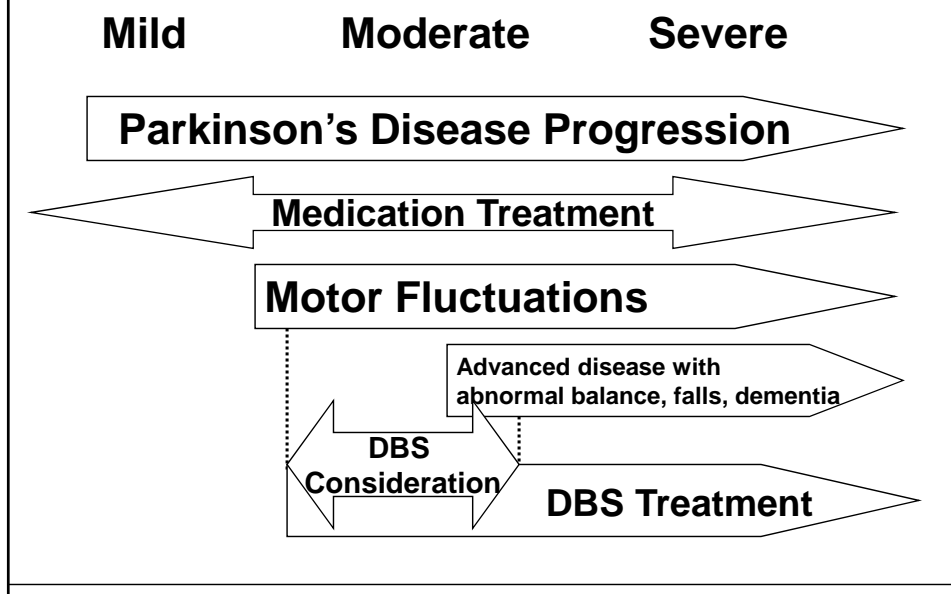 Mild Moderate Severe
Parkinson’s Disease Progression
Medication Treatment
Motor Fluctuations
Advanced disease with
abnormal balance, falls, dementia
DBS
Consideration
DBS Treatment